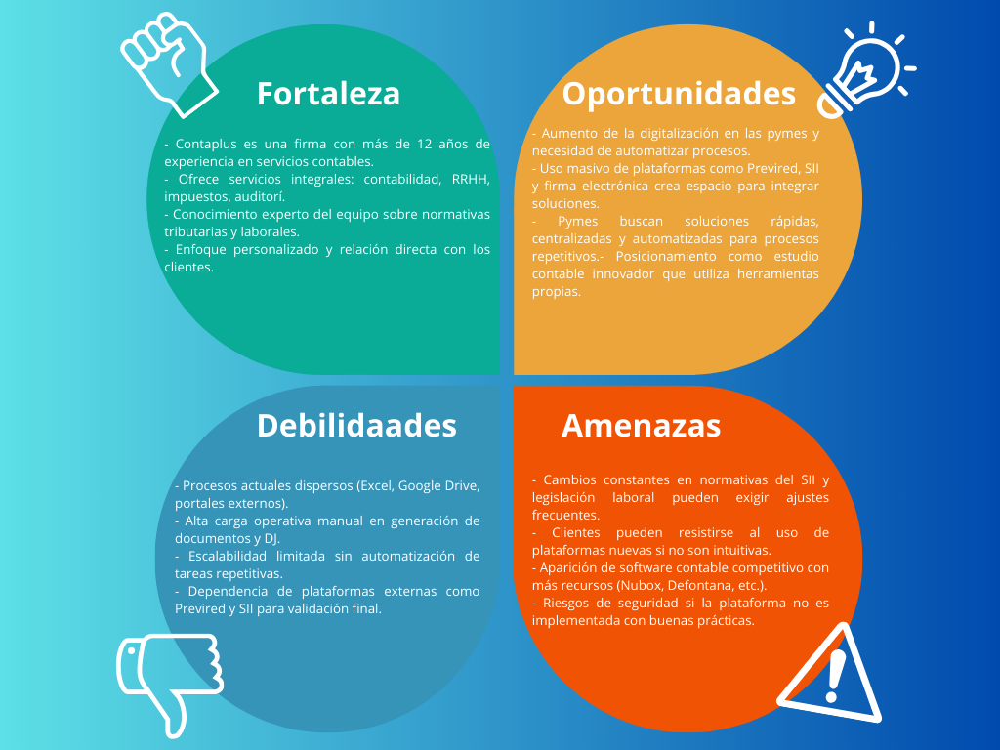 Fortaleza
- Contaplus es una firma con más de 12 años de
experiencia en servicios contables.
- Ofrece servicios integrales: contabilidad, RRHH,
impuestos, auditorí.
- Conocimiento experto del equipo sobre normativas
tributarias y laborales.
- Enfoque personalizado y relación directa con los
clientes.
Oportunidades
- Aumento de la digitalización en las pymes y
necesidad de automatizar procesos.
- Uso masivo de plataformas como Previred, SII
y firma electrónica crea espacio para integrar
soluciones.
- Pymes buscan soluciones rápidas,
centralizadas y automatizadas para procesos
repetitivos.- Posicionamiento como estudio
contable innovador que utiliza herramientas
propias.
Debilidaades
- Procesos actuales dispersos (Excel, Google Drive,
portales externos).
- Alta carga operativa manual en generación de
documentos y DJ.
- Escalabilidad limitada sin automatización de
tareas repetitivas.
- Dependencia de plataformas externas como
Previred y SII para validación final.
Amenazas
- Cambios constantes en normativas del SII y
legislación laboral pueden exigir ajustes
frecuentes.
- Clientes pueden resistirse al uso de
plataformas nuevas si no son intuitivas.
- Aparición de software contable competitivo con
más recursos (Nubox, Defontana, etc.).
- Riesgos de seguridad si la plataforma no es
implementada con buenas prácticas.